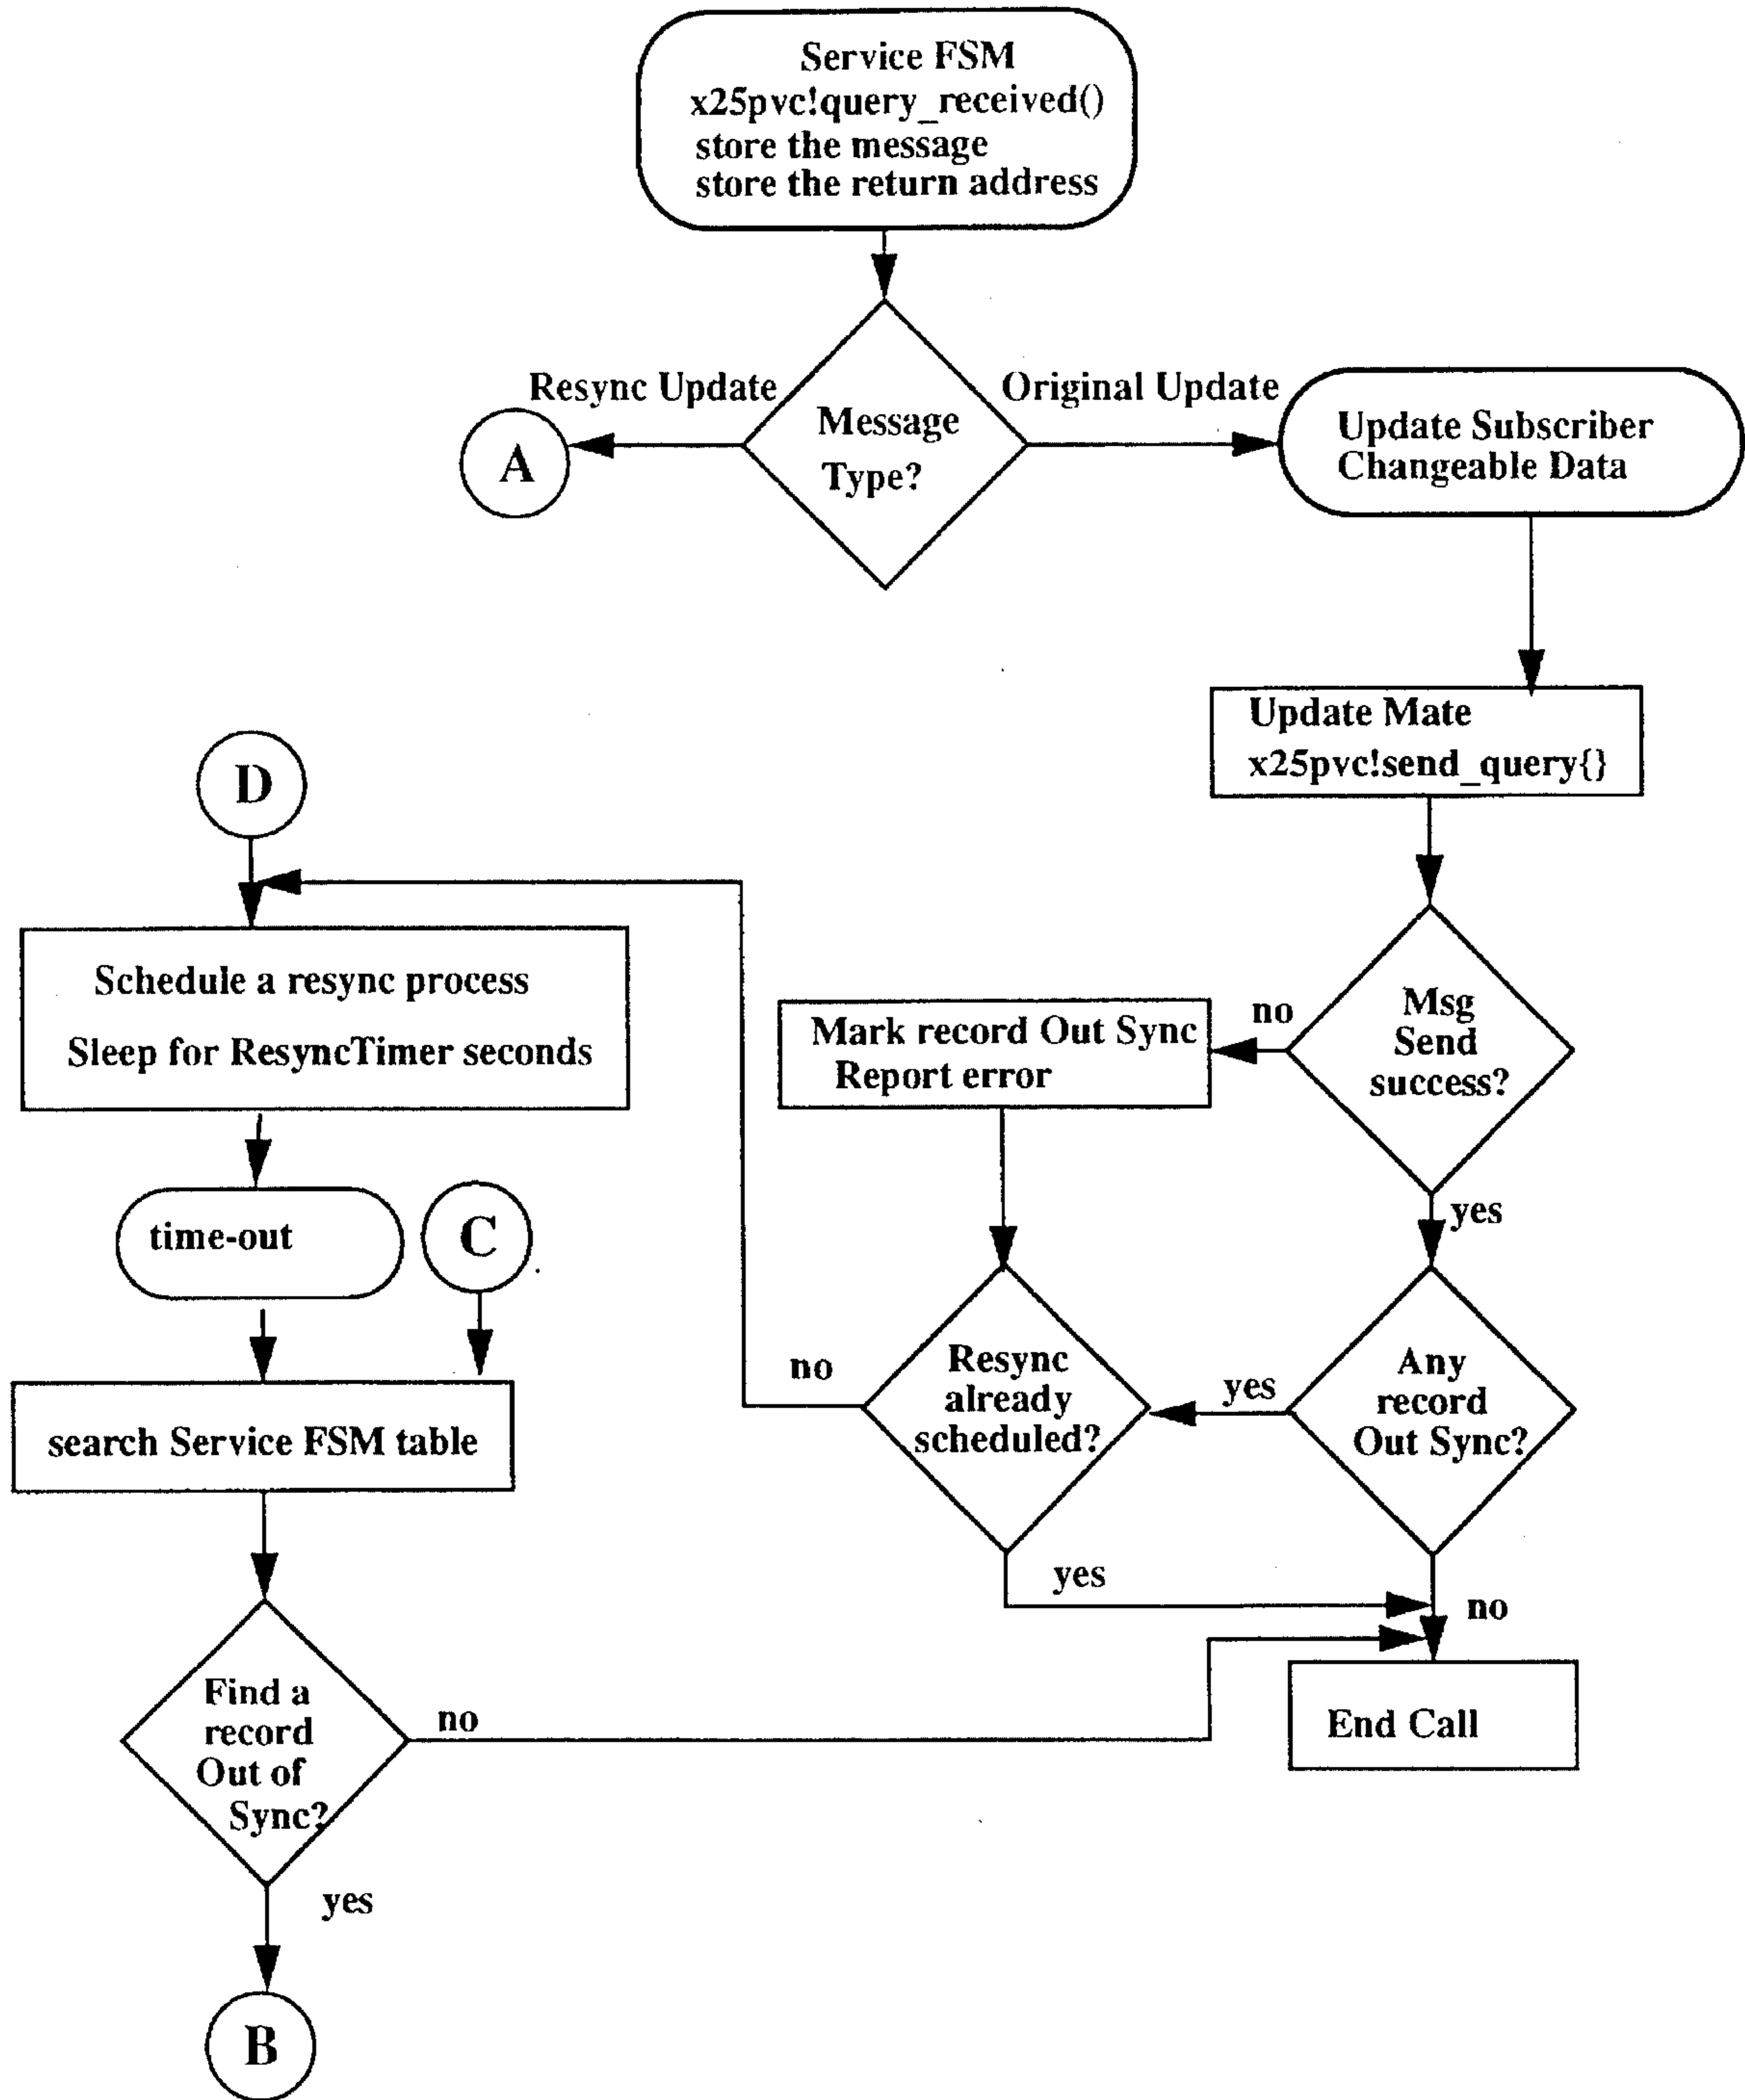 Service FSM
x25pvc!query_received()
store the message
store the return address
Resync Update
Original Update
Message
Type?
A
Update Subscriber
Changeable Data
Update Mate
x25pvc!send_query{}
D
Schedule a resync process
Sleep for ResyncTimer seconds
Mark record Out Sync
Report error
no
Msg
Send
success?
yes
time-out
C
no
Resync
already
scheduled?
yes
Any
record
Out Sync?
search Service FSM table
yes
no
Find a
record
Out of
Sync?
no
End Call
yes
B